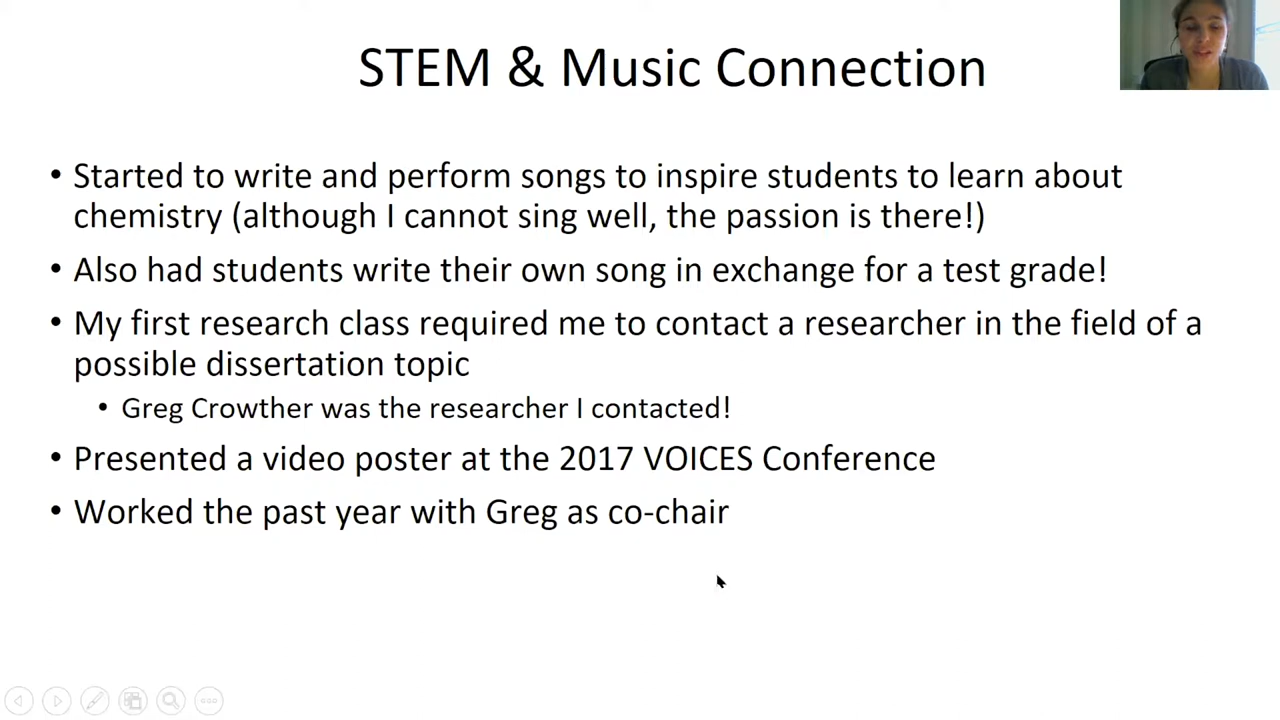 STEM & Music Connection
• Started to write and perform songs to inspire students to learn about
chemistry (although I cannot sing well, the passion is there!)
• Also had students write their own song in exchange for a test grade!
• My first research class required me to contact a researcher in the field of a
possible dissertation topic
• Greg Crowther was the researcher I contacted!
• Presented a video poster at the 2017 VOICES Conference
• Worked the past year with Greg as co-chair